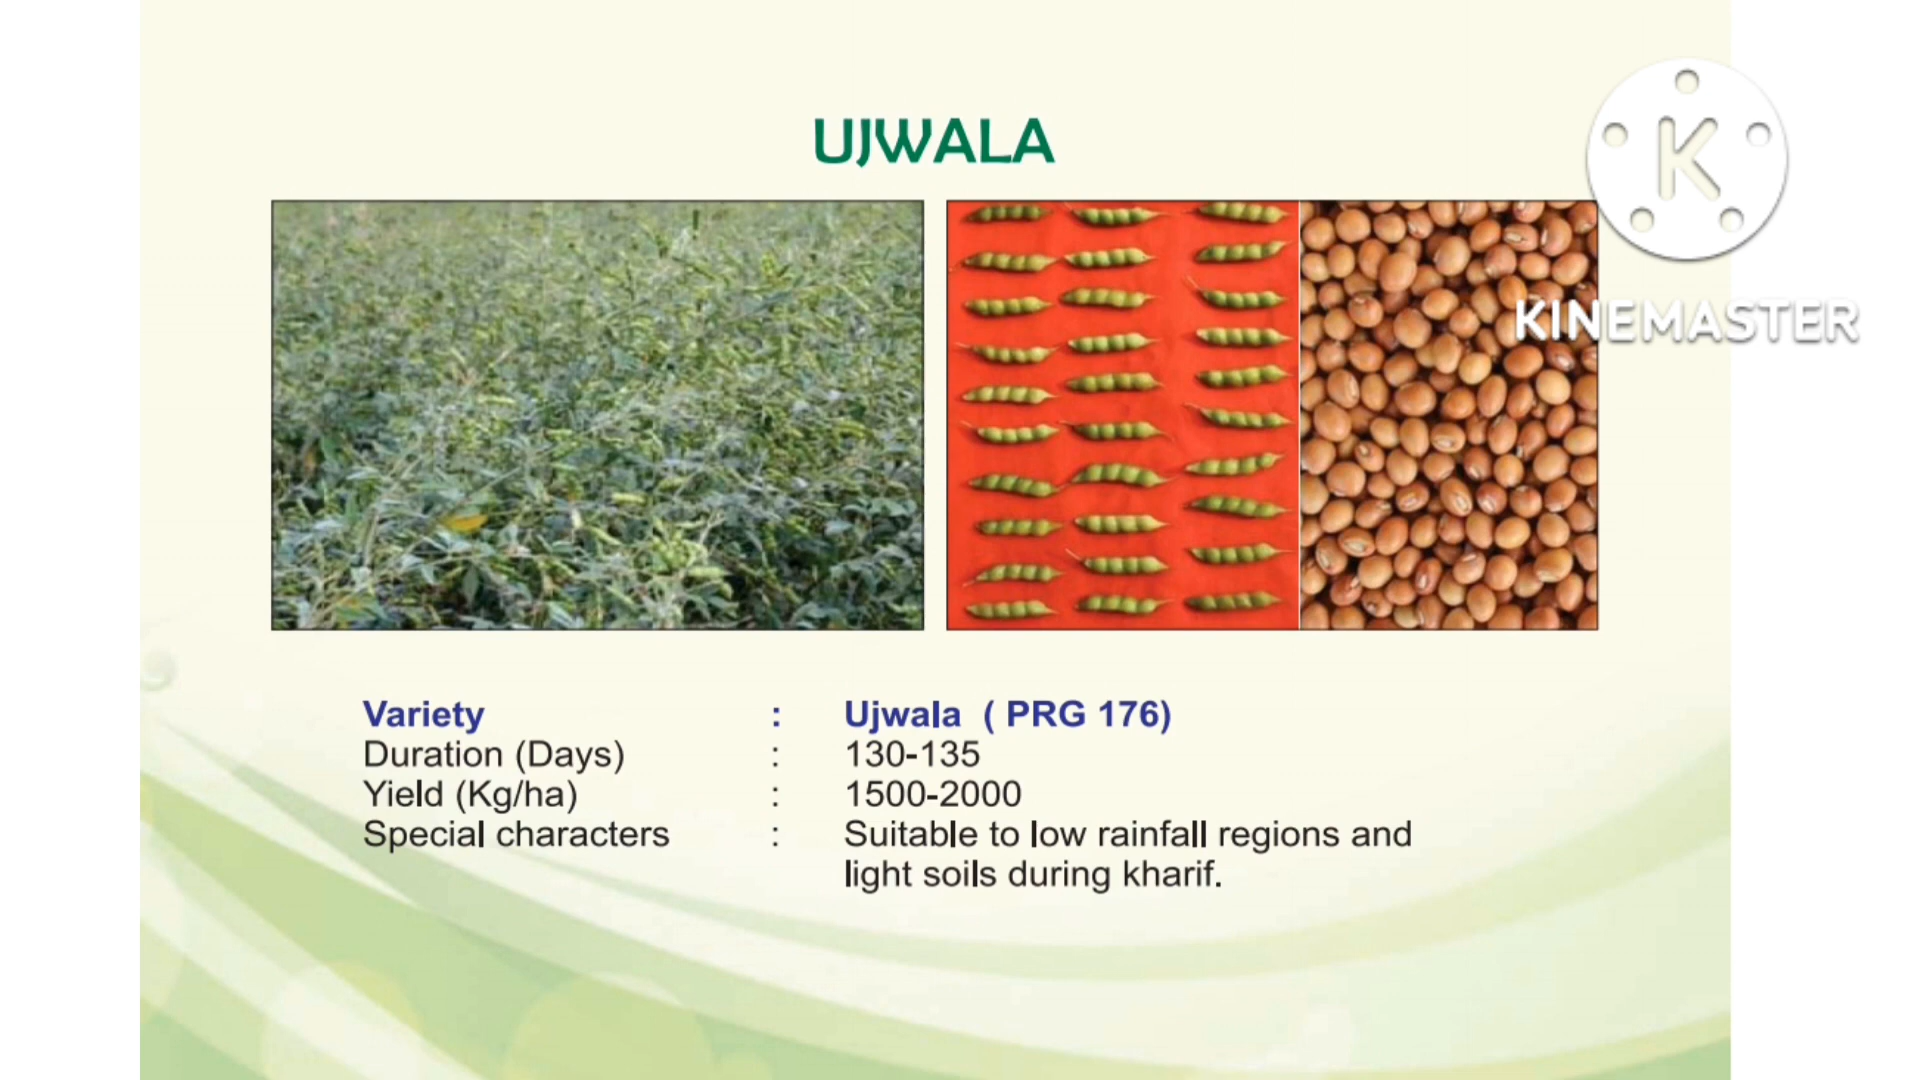 UJWALA
K
KINEMASTER
Variety : Ujwala ( PRG 176)
Duration (Days) : 130-135
Yield (Kg/ha) : 1500-2000
Special characters : Suitable to low rainfall regions and
light soils during kharif.